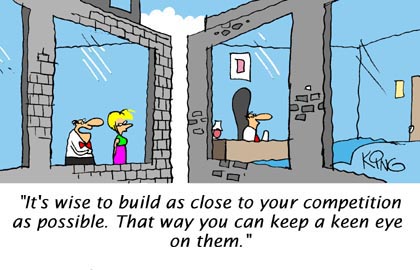 KING
"It's wise to build as close to your competition
as possible. That way you can keep a keen eye
on them."